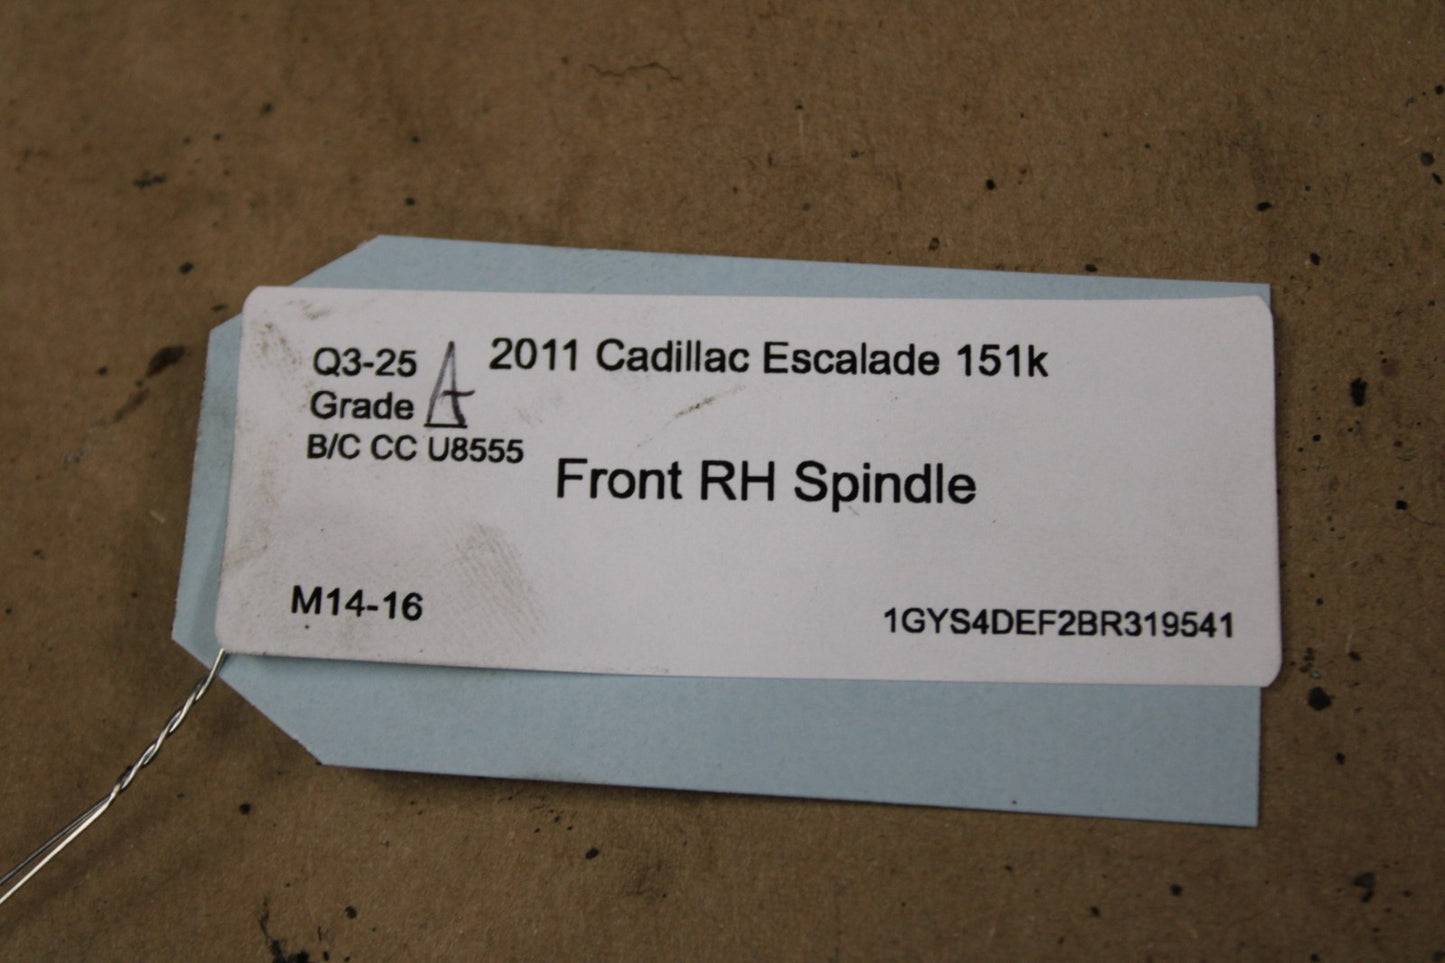 Q3-25 2011 Cadillac Escalade 151k
Grade A
B/C CC U8555
Front RH Spindle
M14-16 1GYS4DEF2BR319541